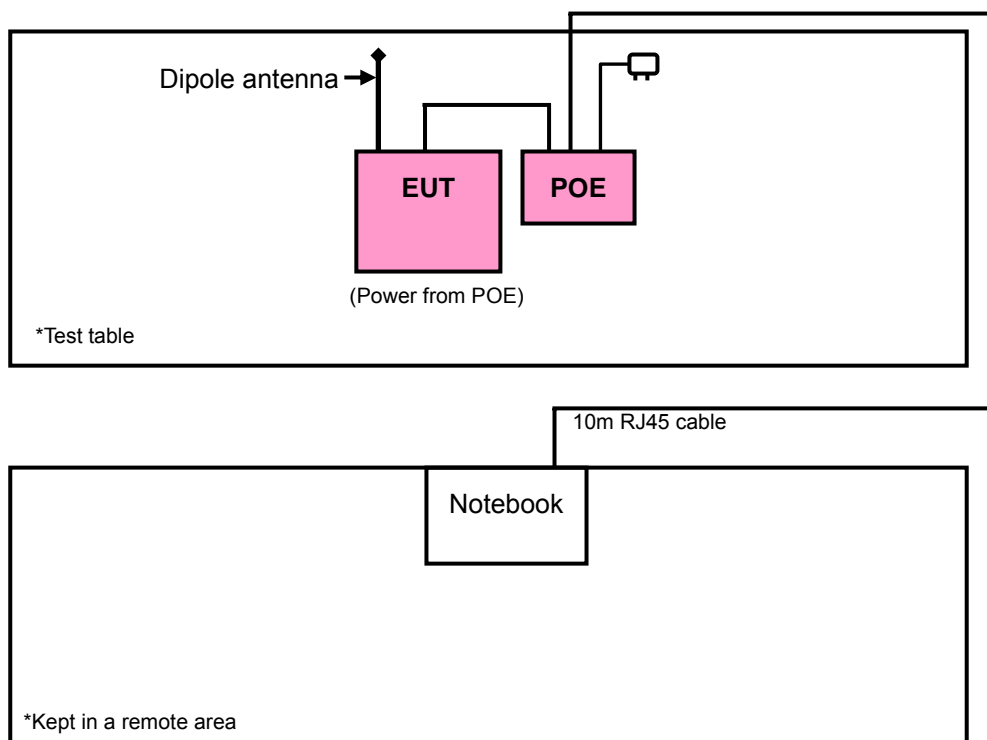 Dipole antenna
EUT
POE
(Power from POE)
*Test table
10m RJ45 cable
Notebook
*Kept in a remote area